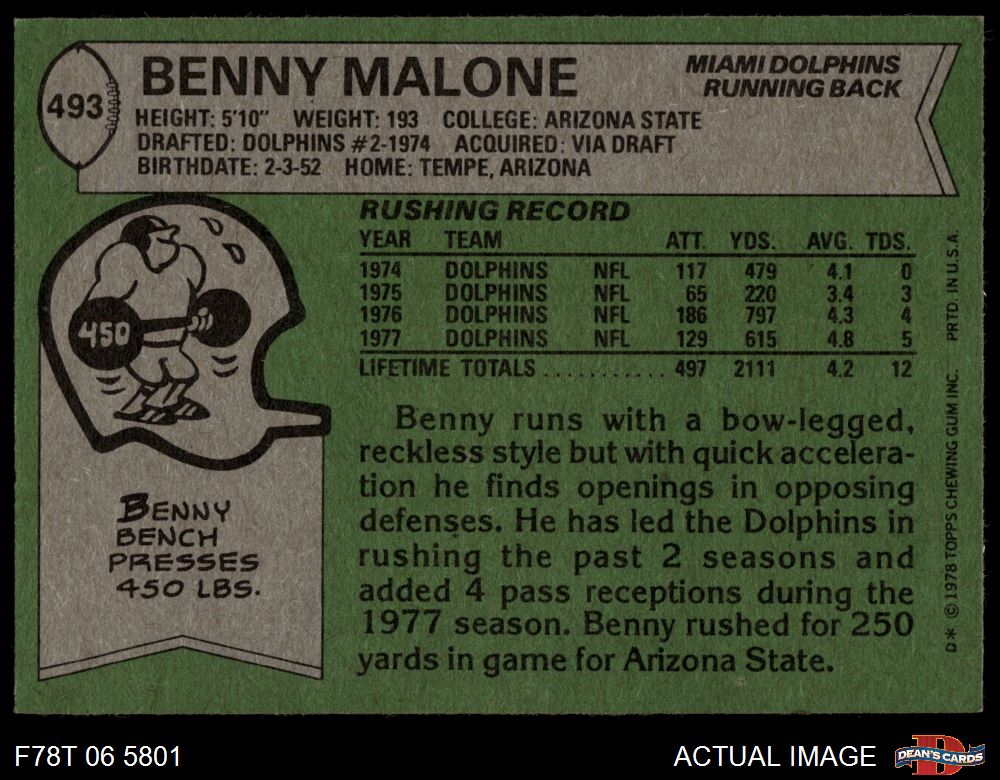 493
BENNY MALONE
MIAMI DOLPHINS
RUNNING BACK
HEIGHT: 5'10" WEIGHT: 193 COLLEGE: ARIZONA STATE
DRAFTED: DOLPHINS #2-1974 ACQUIRED: VIA DRAFT
BIRTHDATE: 2-3-52 HOME: TEMPE, ARIZONA
450
BENNY
BENCH
PRESSES
450 LBS.
RUSHING RECORD
YEAR TEAM ATT. YDS. AVG. TDS.
1974 DOLPHINS NFL 117 479 4.1 0
1975 DOLPHINS NFL 65 220 3.4 3
1976 DOLPHINS NFL 186 797 4.3 4
1977 DOLPHINS NFL 129 615 4.8 5
LIFETIME TOTALS ........... 497 2111 4.2 12
Benny runs with a bow-legged,
reckless style but with quick accelera-
tion he finds openings in opposing
defenses. He has led the Dolphins in
rushing the past 2 seasons and
added 4 pass receptions during the
1977 season. Benny rushed for 250
yards in game for Arizona State.
D* © 1978 TOPPS CHEWING GUM INC. PRTD. IN U.S.A.
F78T 06 5801
ACTUAL IMAGE
D
DEAN'S CARDS